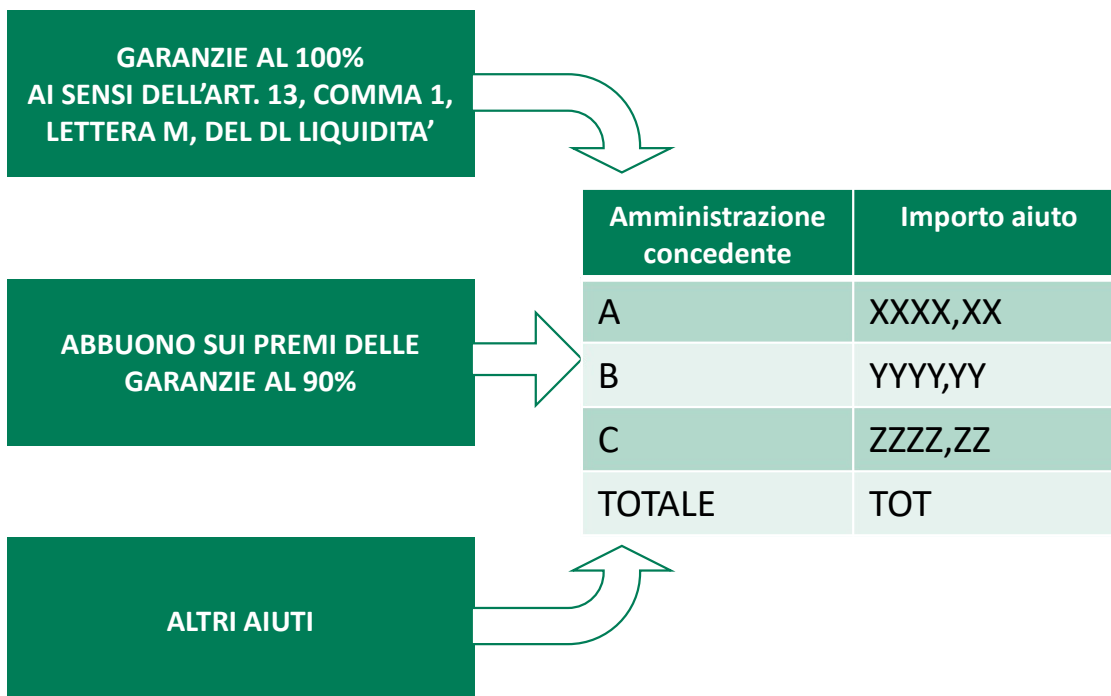 GARANZIE AL 100%
AI SENSI DELL’ART. 13, COMMA 1,
LETTERA M, DEL DL LIQUIDITA’
ABBUONO SUI PREMI DELLE
GARANZIE AL 90%
ALTRI AIUTI
Amministrazione
concedente
Importo aiuto
A
XXXX,XX
B
YYYY,YY
C
ZZZZ,ZZ
TOTALE
TOT